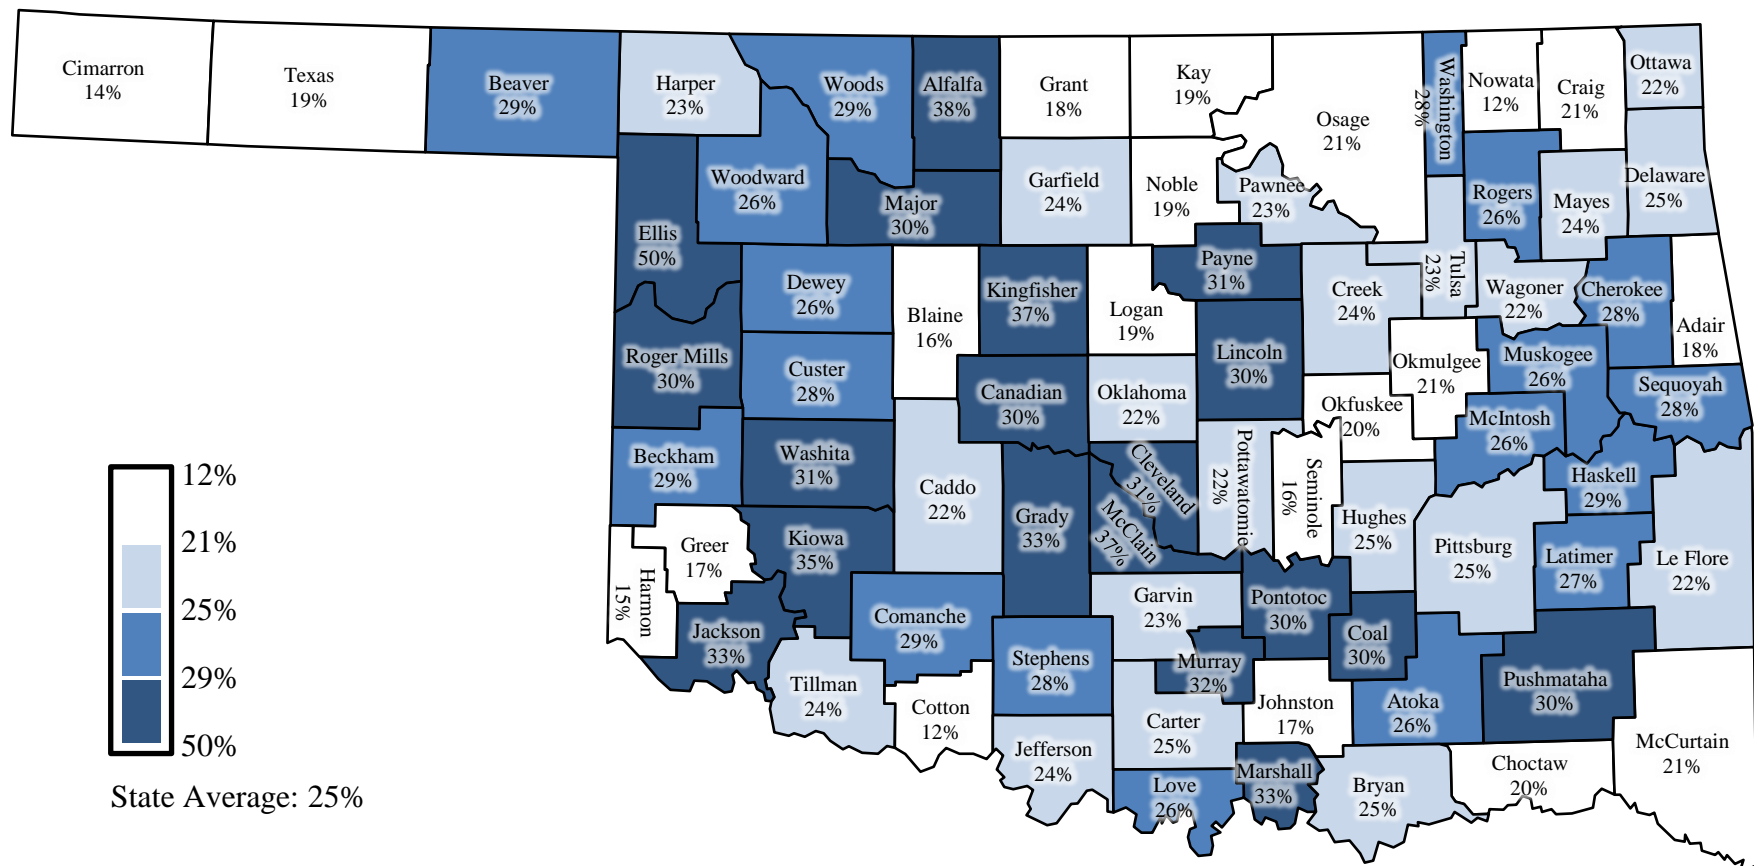 Cimarron
14%
Texas
19%
Beaver
29%
Harper
23%
Woods
29%
Alfalfa
38%
Grant
18%
Kay
19%
Osage
21%
Washington
28%
Nowata
12%
Craig
21%
Ottawa
22%
Woodward
26%
Major
30%
Garfield
24%
Noble
19%
Pawnee
23%
Rogers
26%
Mayes
24%
Delaware
25%
Ellis
50%
Dewey
26%
Blaine
16%
Kingfisher
37%
Logan
19%
Payne
31%
Creek
24%
Tulsa
23%
Wagoner
22%
Cherokee
28%
Adair
18%
Roger Mills
30%
Custer
28%
Canadian
30%
Oklahoma
22%
Lincoln
30%
Okmulgee
21%
Muskogee
26%
Sequoyah
28%
Okfuskee
20%
McIntosh
26%
Beckham
29%
Washita
31%
Caddo
22%
Grady
33%
Cleveland
31%
McClain
37%
Pottawatomie
22%
Seminole
16%
Hughes
25%
Haskell
29%
Pittsburg
25%
Latimer
27%
Le Flore
22%
Greer
17%
Kiowa
35%
Harmon
15%
Jackson
33%
Comanche
29%
Garvin
23%
Pontotoc
30%
Coal
30%
Tillman
24%
Cotton
12%
Stephens
28%
Murray
32%
Johnston
17%
Atoka
26%
Pushmataha
30%
Carter
25%
Jefferson
24%
Love
26%
Marshall
33%
Bryan
25%
Choctaw
20%
McCurtain
21%
12%
21%
25%
29%
50%
State Average: 25%